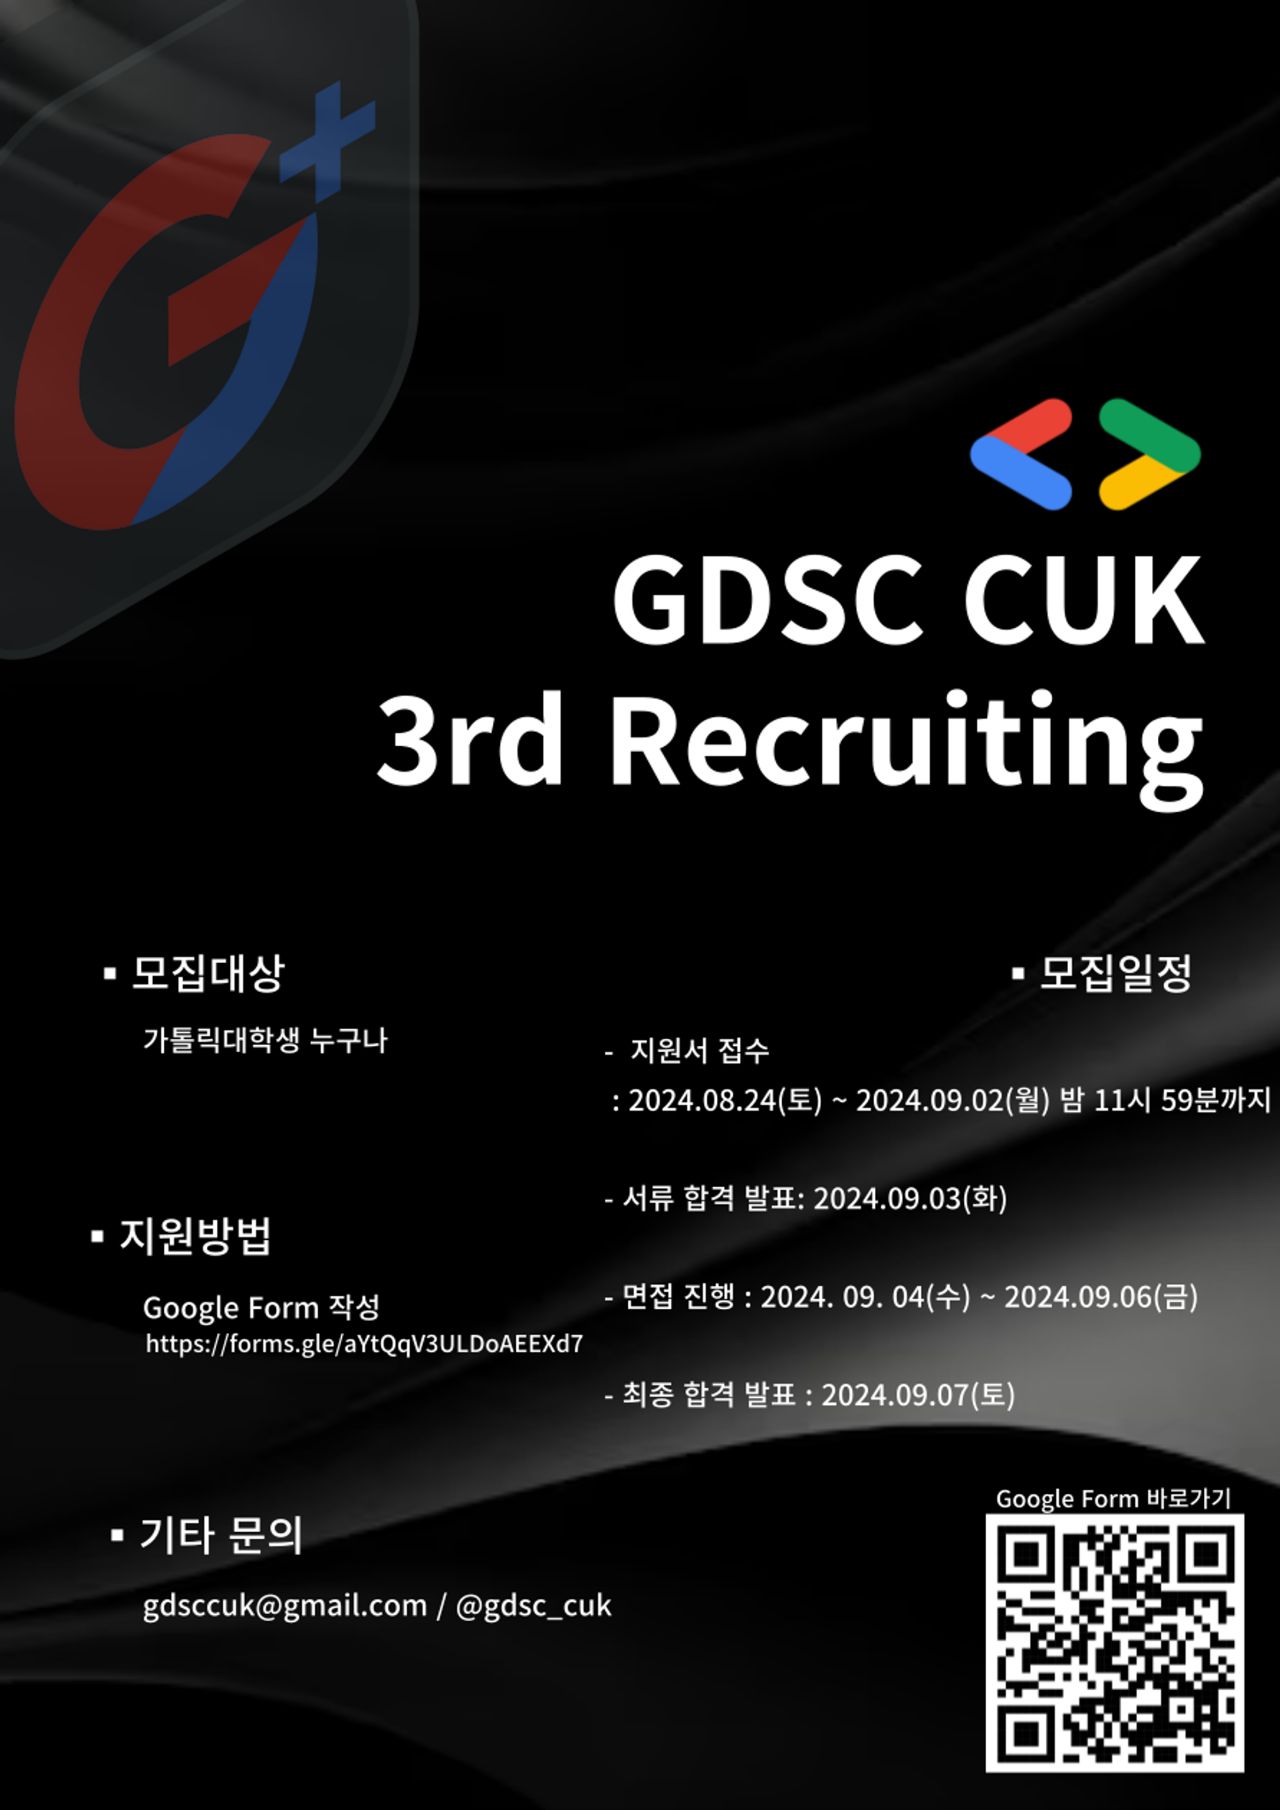 G+
GDSC CUK
3rd Recruiting
▪ 모집대상
가톨릭대학생 누구나
▪ 지원방법
Google Form 작성
https://forms.gle/aYtQqV3ULDoAEEXd7
▪ 모집일정
- 지원서 접수
: 2024.08.24(토) ~ 2024.09.02(월) 밤 11시 59분까지
- 서류 합격 발표: 2024.09.03(화)
- 면접 진행 : 2024. 09. 04(수) ~ 2024.09.06(금)
- 최종 합격 발표 : 2024.09.07(토)
▪ 기타 문의
gdsccuk@gmail.com / @gdsc_cuk
Google Form 바로가기